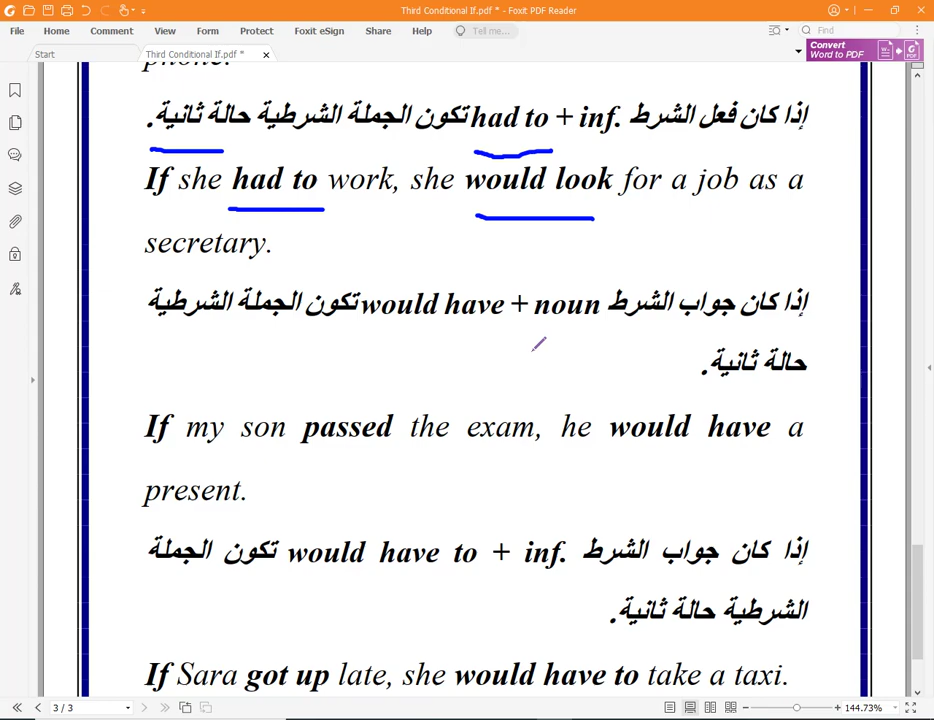 Third Conditional If.pdf * - Foxit PDF Reader
File Home Comment View Form Protect Foxit eSign Share Help Tell me... Find
Start Third Conditional If.pdf * Convert Word to PDF
phone.
إذا كان فعل الشرط had to + inf. تكون الجملة الشرطية حالة ثانية.
If she had to work, she would look for a job as a
secretary.
إذا كان جواب الشرط would have + noun تكون الجملة الشرطية
حالة ثانية.
If my son passed the exam, he would have a
present.
إذا كان جواب الشرط would have to + inf. تكون الجملة
الشرطية حالة ثانية.
If Sara got up late, she would have to take a taxi.
3 / 3 144.73%